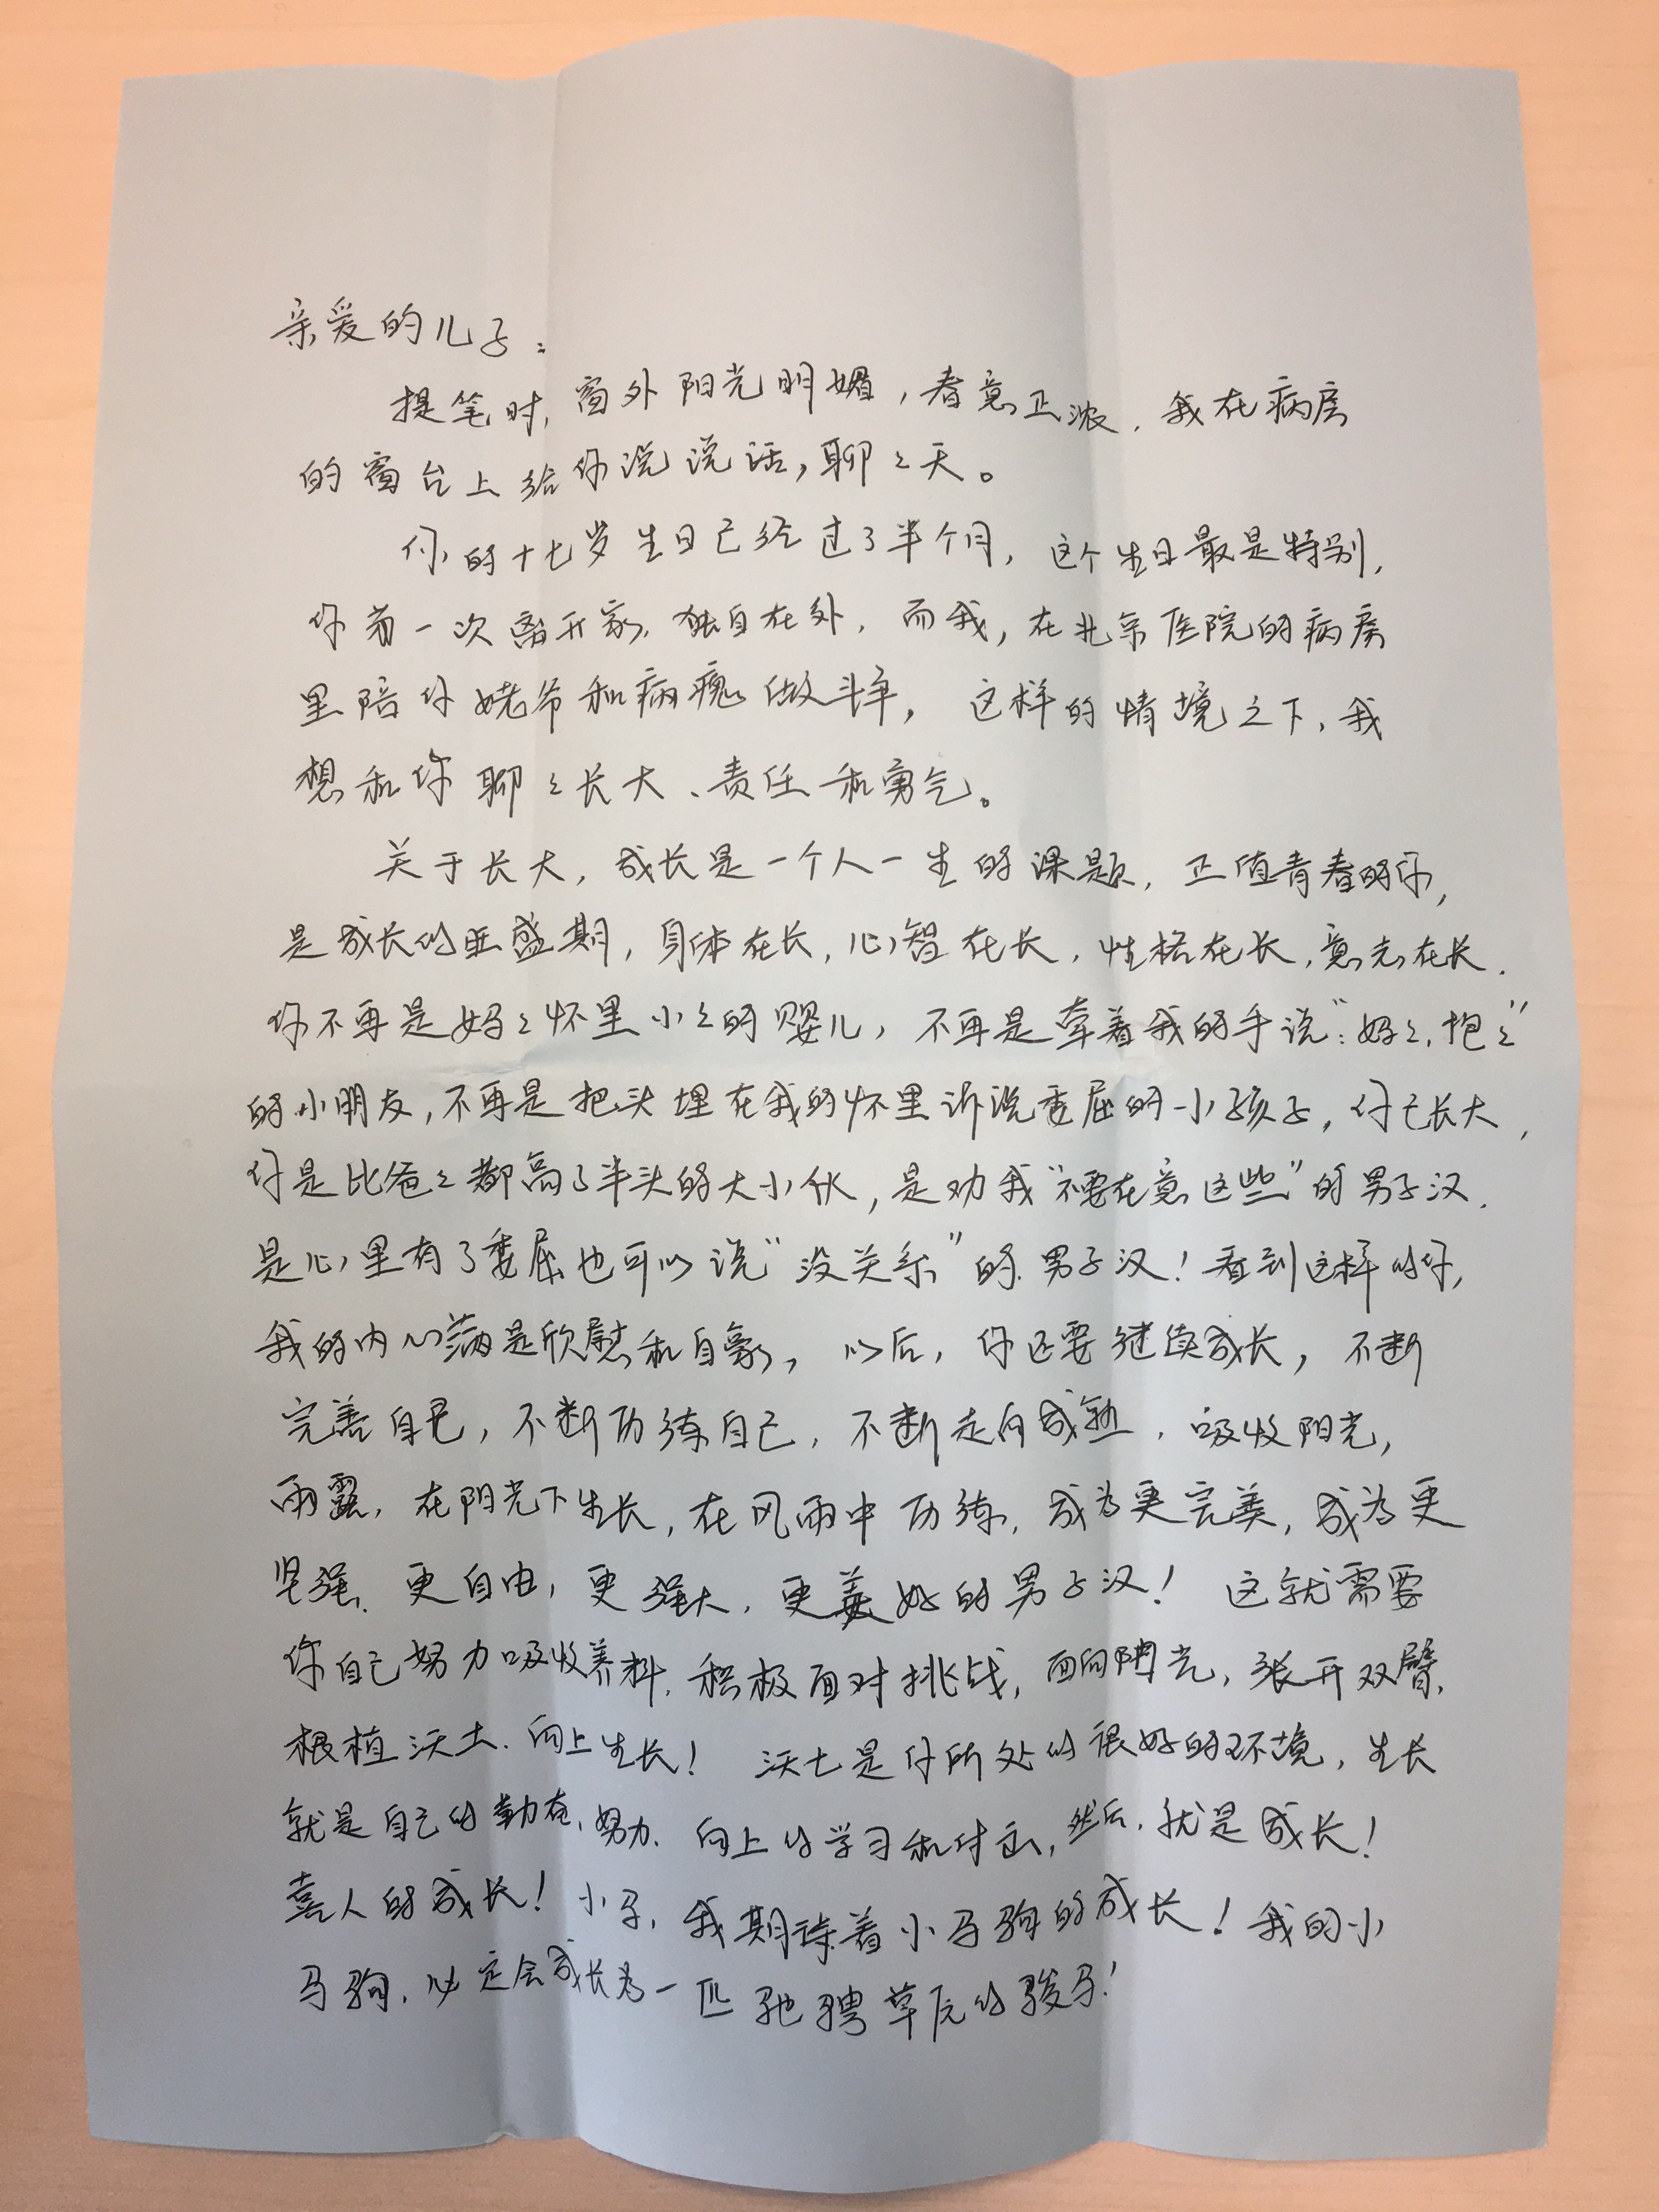 亲爱的儿子：
提笔时，窗外阳光明媚，春意正浓，我在病房
的窗台上给你说说话，聊々天。
你的十七岁生日已经过了半个月，这个生日最是特别，
你第一次离开家，独自在外，而我，在北京医院的病房
里陪你姥爷和病魔做斗争，这样的情境之下，我
想和你聊々长大、责任和勇气。
关于长大，成长是一个人一生的课题，正值青春的你，
是成长的旺盛期，身体在长，心智在长，性格在长，意志在长，
你不再是妈々怀里小々的婴儿，不再是牵着我的手说“：妈々，抱々”
的小朋友，不再是把头埋在我的怀里诉说委屈的小孩子，你已长大，
你是比爸々都高了半头的大小伙，是劝我“不要在意这些”的男子汉，
是心里有了委屈也可以说“没关系”的男子汉！看到这样的你，
我的内心满是欣慰和自豪，以后，你还要继续成长，不断
完善自己，不断历练自己，不断走向成熟，吸收阳光，
雨露，在阳光下生长，在风雨中历练，成为更完美，成为更
坚强、更自由，更强大，更美好的男子汉！这就需要
你自己努力吸收养料，积极面对挑战，面向阳光，张开双臂，
根植沃土、向上生长！沃土是你所处的很好的环境，生长
就是自己的勤奋、努力、向上的学习和付出，然后，就是成长！
喜人的成长！小马，我期待着小马驹的成长！我的小
马驹，必定会成长为一匹驰骋草原的骏马！